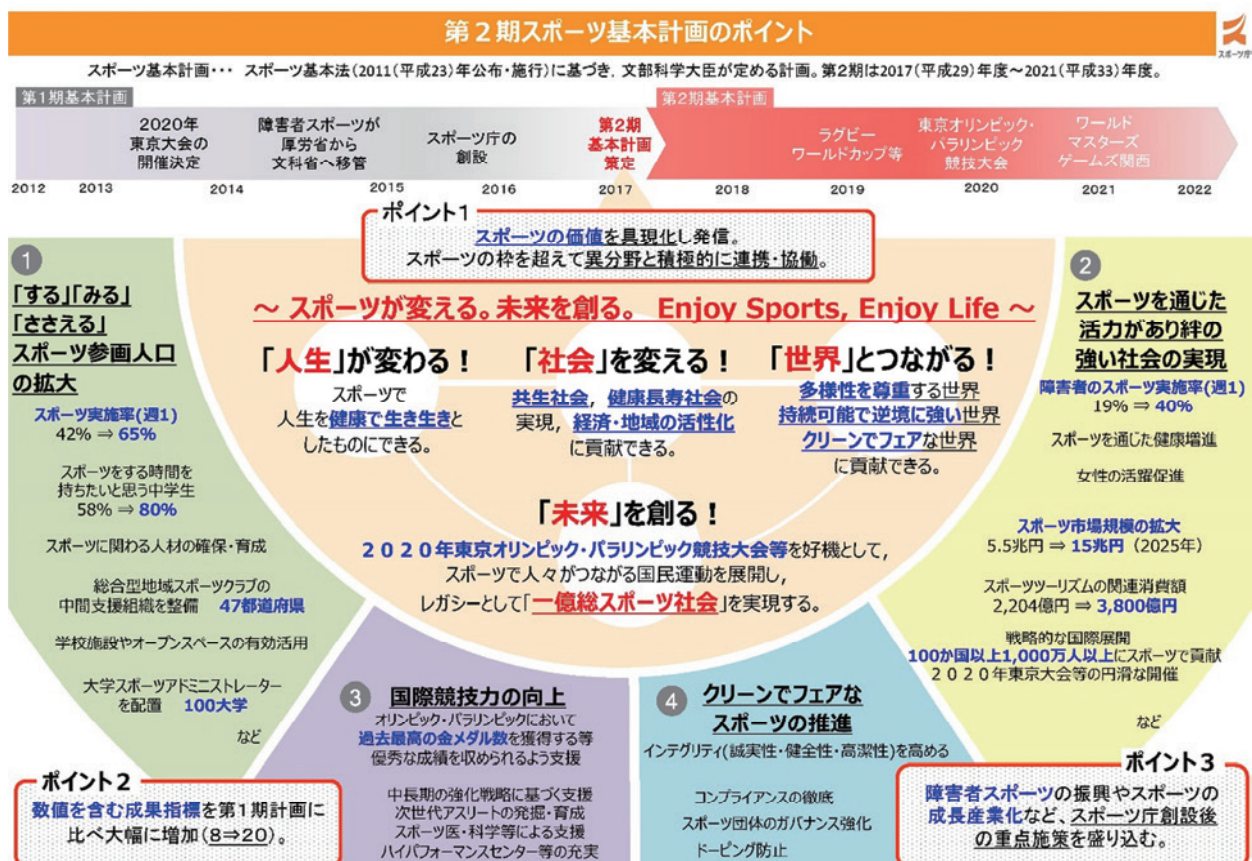 第2期スポーツ基本計画のポイント
スポーツ庁
スポーツ基本計画・・・ スポーツ基本法(2011(平成23)年公布・施行)に基づき，文部科学大臣が定める計画。第2期は2017(平成29)年度～2021(平成33)年度。
第1期基本計画
第2期基本計画
2020年
東京大会の
開催決定
障害者スポーツが
厚労省から
文科省へ移管
スポーツ庁の
創設
第2期
基本計画
策定
ラグビー
ワールドカップ等
東京オリンピック・
パラリンピック
競技大会
ワールド
マスターズ
ゲームズ関西
2012 2013 2014 2015 2016 2017 2018 2019 2020 2021 2022
ポイント1
スポーツの価値を具現化し発信。
スポーツの枠を超えて異分野と積極的に連携・協働。
～ スポーツが変える。未来を創る。 Enjoy Sports, Enjoy Life ～
「人生」が変わる！
スポーツで
人生を健康で生き生きと
したものにできる。
「社会」を変える！
共生社会，健康長寿社会の
実現，経済・地域の活性化
に貢献できる。
「世界」とつながる！
多様性を尊重する世界
持続可能で逆境に強い世界
クリーンでフェアな世界
に貢献できる。
「未来」を創る！
２０２０年東京オリンピック・パラリンピック競技大会等を好機として，
スポーツで人々がつながる国民運動を展開し，
レガシーとして「一億総スポーツ社会」を実現する。
1
「する」「みる」
「ささえる」
スポーツ参画人口
の拡大
スポーツ実施率(週1)
42% ⇒ 65%
スポーツをする時間を
持ちたいと思う中学生
58% ⇒ 80%
スポーツに関わる人材の確保・育成
総合型地域スポーツクラブの
中間支援組織を整備 47都道府県
学校施設やオープンスペースの有効活用
大学スポーツアドミニストレーター
を配置 100大学
など
2
スポーツを通じた
活力があり絆の
強い社会の実現
障害者のスポーツ実施率(週1)
19% ⇒ 40%
スポーツを通じた健康増進
女性の活躍促進
スポーツ市場規模の拡大
5.5兆円 ⇒ 15兆円（2025年）
スポーツツーリズムの関連消費額
2,204億円 ⇒ 3,800億円
戦略的な国際展開
100か国以上1,000万人以上にスポーツで貢献
２０２０年東京大会等の円滑な開催
など
3
国際競技力の向上
オリンピック・パラリンピックにおいて
過去最高の金メダル数を獲得する等
優秀な成績を収められるよう支援
中長期の強化戦略に基づく支援
次世代アスリートの発掘・育成
スポーツ医・科学等による支援
ハイパフォーマンスセンター等の充実
4
クリーンでフェアな
スポーツの推進
インテグリティ(誠実性・健全性・高潔性)を高める
コンプライアンスの徹底
スポーツ団体のガバナンス強化
ドーピング防止
ポイント2
数値を含む成果指標を第1期計画に
比べ大幅に増加(8⇒20)。
ポイント3
障害者スポーツの振興やスポーツの
成長産業化など、スポーツ庁創設後
の重点施策を盛り込む。